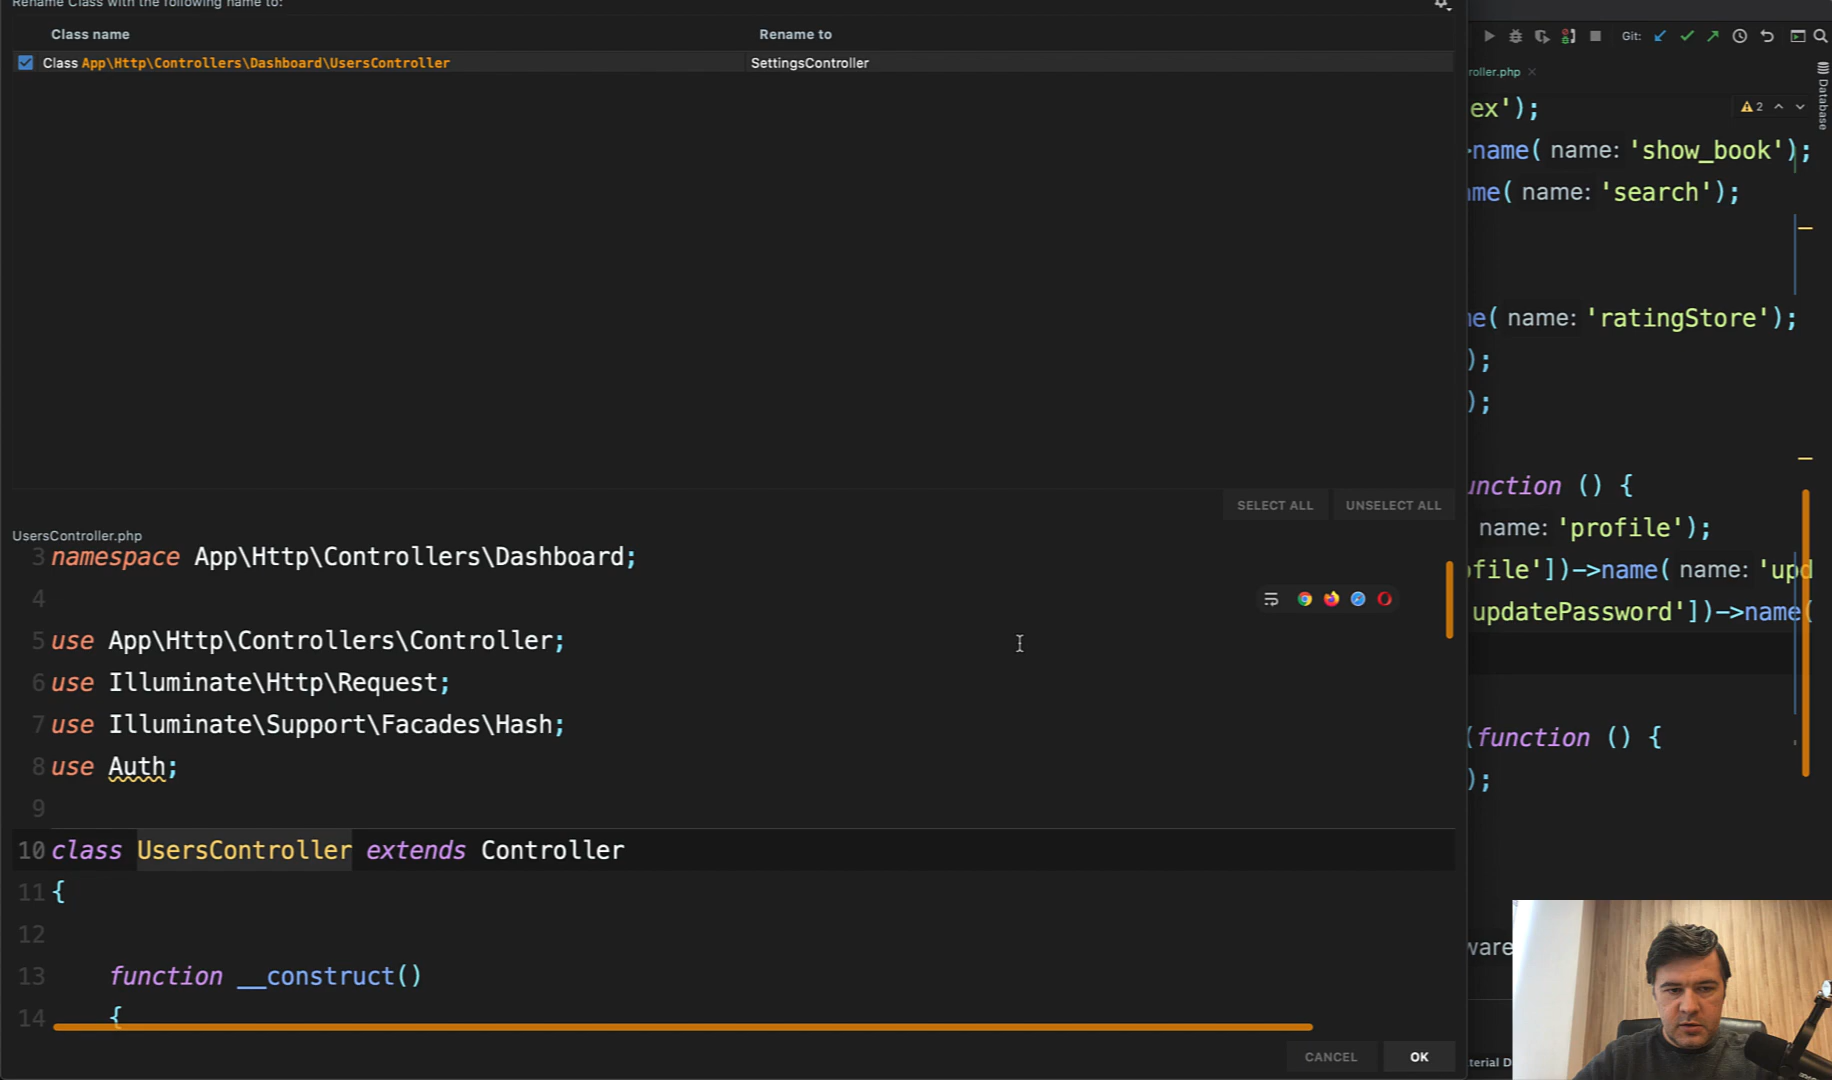 Rename Class with the following name to:
Class name Rename to
Class App\Http\Controllers\Dashboard\UsersController SettingsController
SELECT ALL UNSELECT ALL
UsersController.php
3 namespace App\Http\Controllers\Dashboard;
4
5 use App\Http\Controllers\Controller;
6 use Illuminate\Http\Request;
7 use Illuminate\Support\Facades\Hash;
8 use Auth;
9
10 class UsersController extends Controller
11 {
12
13 function __construct()
14 {
CANCEL OK
Git:
roller.php
Database
2
ex');
>name( name: 'show_book');
ame( name: 'search');
me( name: 'ratingStore');
);
);
unction () {
name: 'profile');
ofile'])->name( name: 'upd
updatePassword'])->name(
(function () {
);
ware
terial D